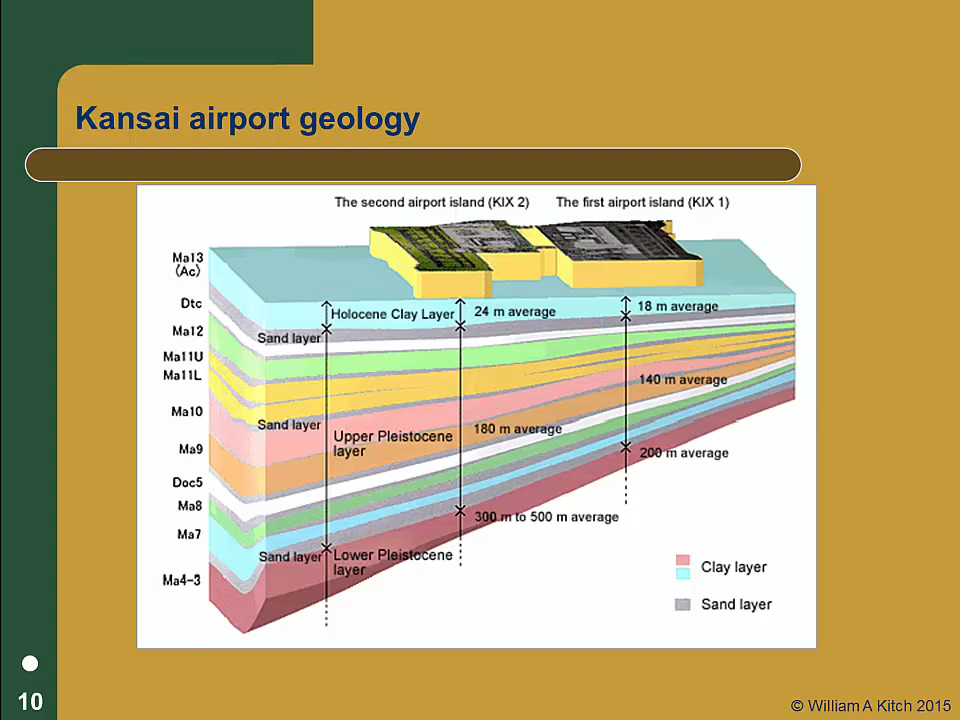 Kansai airport geology
The second airport island (KIX 2)
The first airport island (KIX 1)
Ma13
(Ac)
Dtc
Ma12
Ma11U
Ma11L
Ma10
Ma9
Doc5
Ma8
Ma7
Ma4-3
Holocene Clay Layer
24 m average
18 m average
Sand layer
140 m average
Sand layer
Upper Pleistocene
layer
180 m average
200 m average
300 m to 500 m average
Sand layer
Lower Pleistocene
layer
Clay layer
Sand layer
10
© William A Kitch 2015